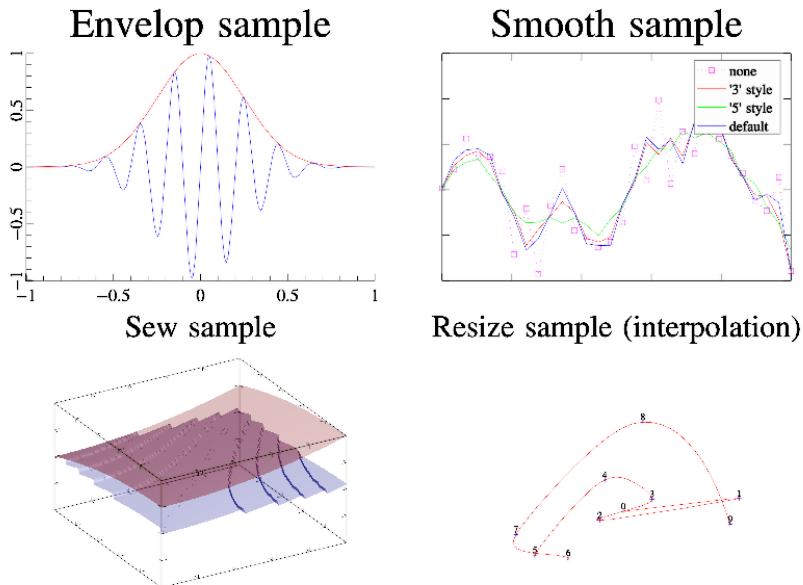 Envelop sample
Smooth sample
1
0.5
0
−0.5
−1
−1
−0.5
0
0.5
1
none
'3' style
'5' style
default
Sew sample
Resize sample (interpolation)
8
4
3
1
0
2
9
7
5
6